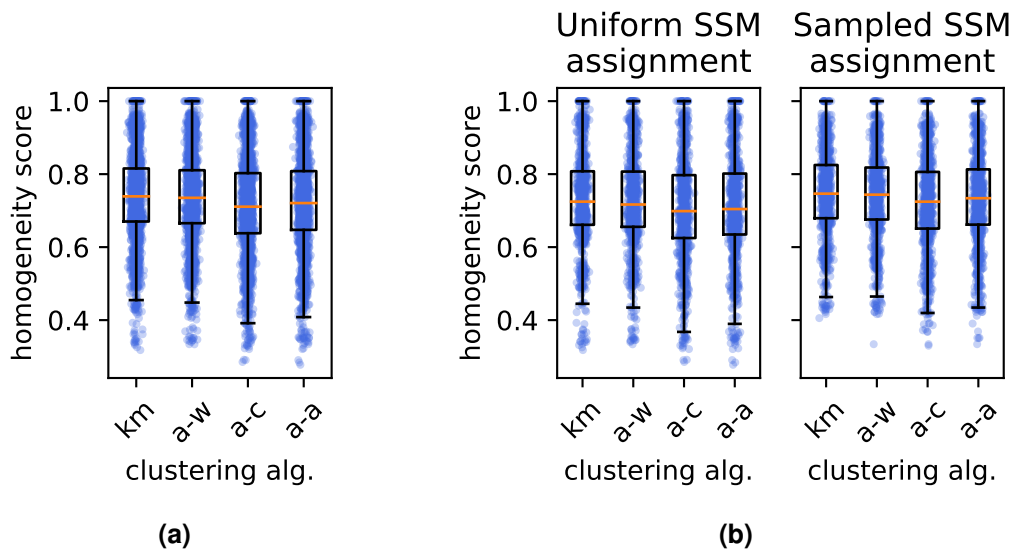 homogeneity score
1.0
0.8
0.6
0.4
km
a-w
a-c
a-a
clustering alg.
(a)
Uniform SSM
assignment
homogeneity score
1.0
0.8
0.6
0.4
km
a-w
a-c
a-a
clustering alg.
Sampled SSM
assignment
km
a-w
a-c
a-a
clustering alg.
(b)